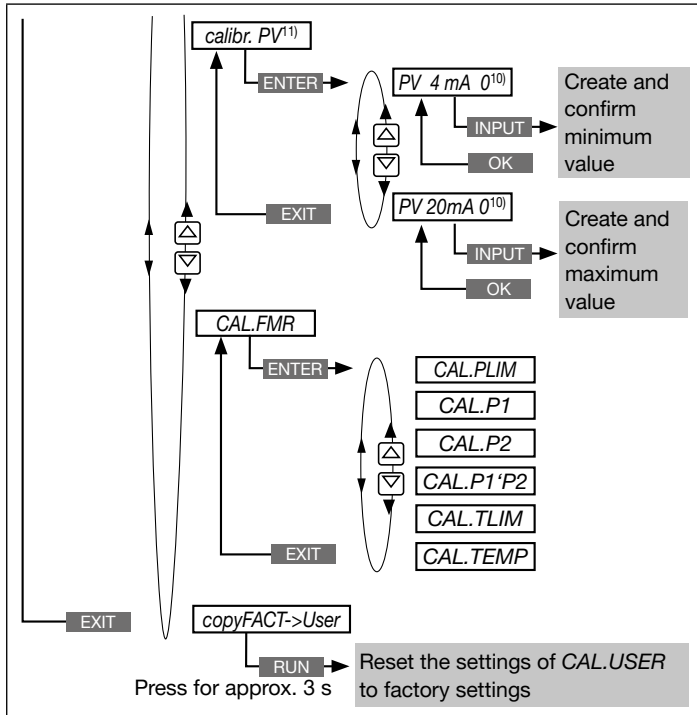 calibr. PV11)
ENTER
PV 4 mA 010)
INPUT
OK
Create and
confirm
minimum
value
EXIT
PV 20mA 010)
INPUT
OK
Create and
confirm
maximum
value
CAL.FMR
ENTER
CAL.PLIM
CAL.P1
CAL.P2
CAL.P1‘P2
CAL.TLIM
CAL.TEMP
EXIT
EXIT
copyFACT->User
RUN
Press for approx. 3 s
Reset the settings of CAL.USER
to factory settings